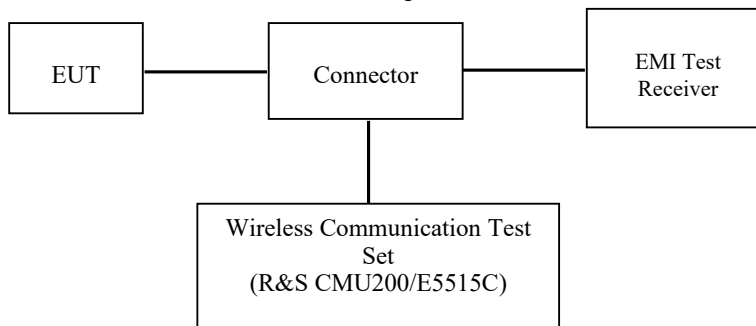 EUT
Connector
EMI Test
Receiver
Wireless Communication Test
Set
(R&S CMU200/E5515C)